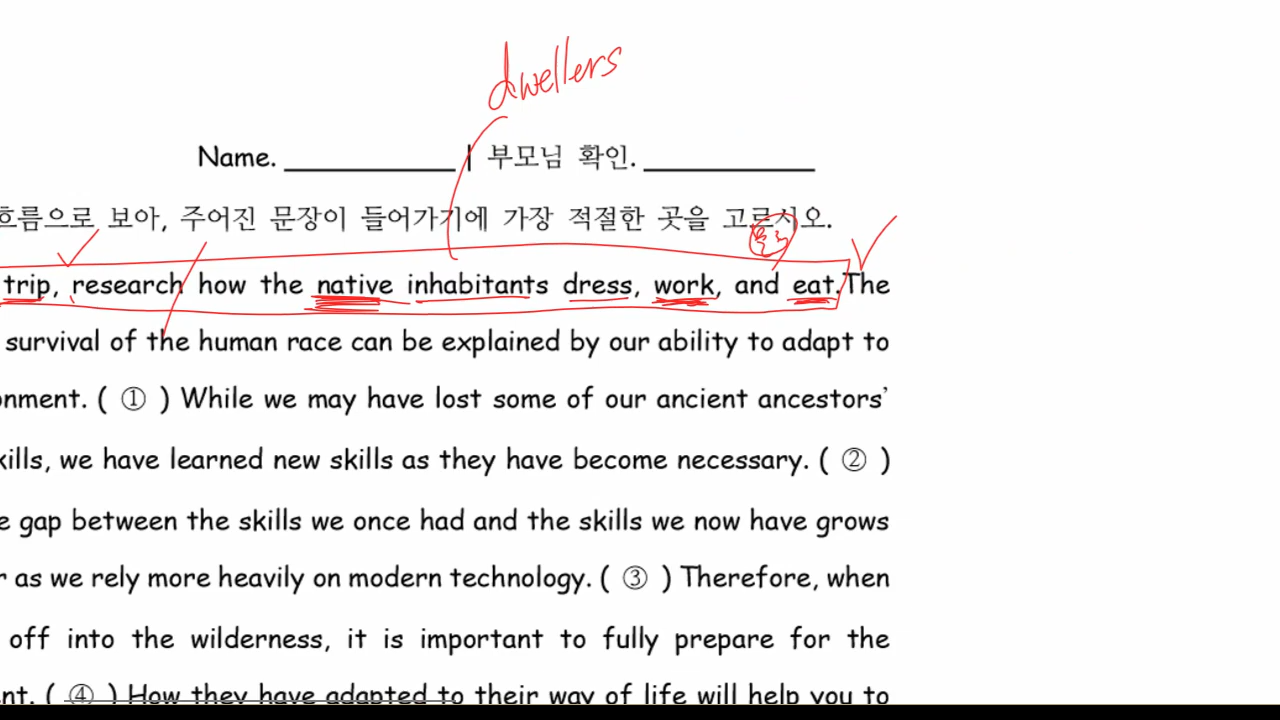 dwellers
Name. ____________ | 부모님 확인. ____________
흐름으로 보아, 주어진 문장이 들어가기에 가장 적절한 곳을 고르시오.
trip, research how the native inhabitants dress, work, and eat. The
survival of the human race can be explained by our ability to adapt to
onment. ( ① ) While we may have lost some of our ancient ancestors'
kills, we have learned new skills as they have become necessary. ( ② )
e gap between the skills we once had and the skills we now have grows
r as we rely more heavily on modern technology. ( ③ ) Therefore, when
off into the wilderness, it is important to fully prepare for the
nt. ( ④ ) How they have adapted to their way of life will help you to